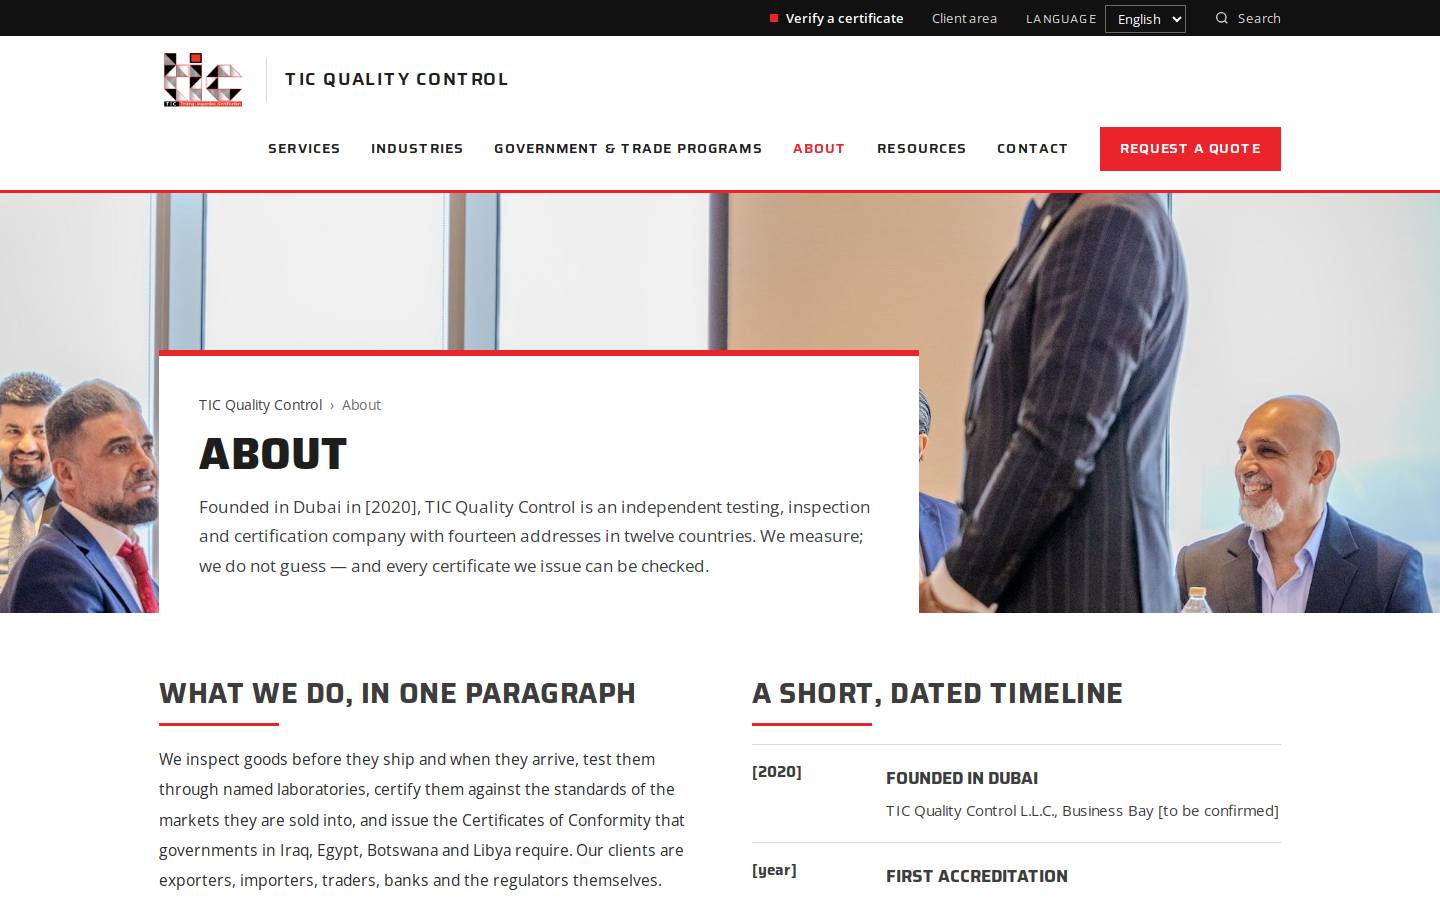 Verify a certificate
Client area
LANGUAGE
English
Search
tic
TIC QUALITY CONTROL
SERVICES
INDUSTRIES
GOVERNMENT & TRADE PROGRAMS
ABOUT
RESOURCES
CONTACT
REQUEST A QUOTE
TIC Quality Control › About
ABOUT
Founded in Dubai in [2020], TIC Quality Control is an independent testing, inspection
and certification company with fourteen addresses in twelve countries. We measure;
we do not guess — and every certificate we issue can be checked.
WHAT WE DO, IN ONE PARAGRAPH
We inspect goods before they ship and when they arrive, test them
through named laboratories, certify them against the standards of the
markets they are sold into, and issue the Certificates of Conformity that
governments in Iraq, Egypt, Botswana and Libya require. Our clients are
exporters, importers, traders, banks and the regulators themselves.
A SHORT, DATED TIMELINE
[2020]
FOUNDED IN DUBAI
TIC Quality Control L.L.C., Business Bay [to be confirmed]
[year]
FIRST ACCREDITATION